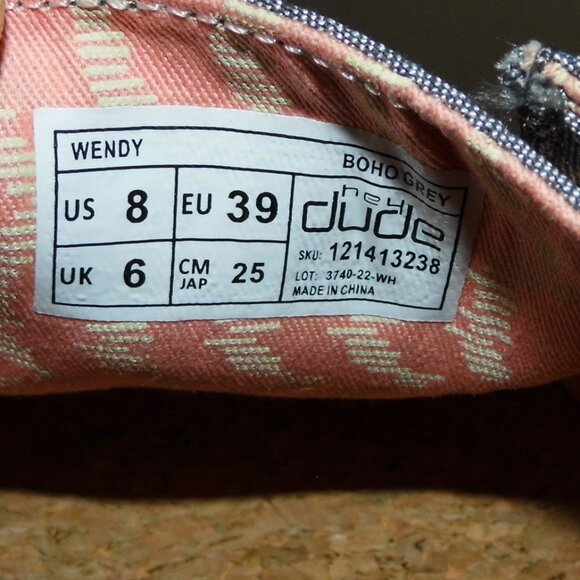 WENDY BOHO GREY
US 8 EU 39
hey
dude
SKU: 121413238
UK 6 CM JAP 25
LOT: 3740-22-WH
MADE IN CHINA